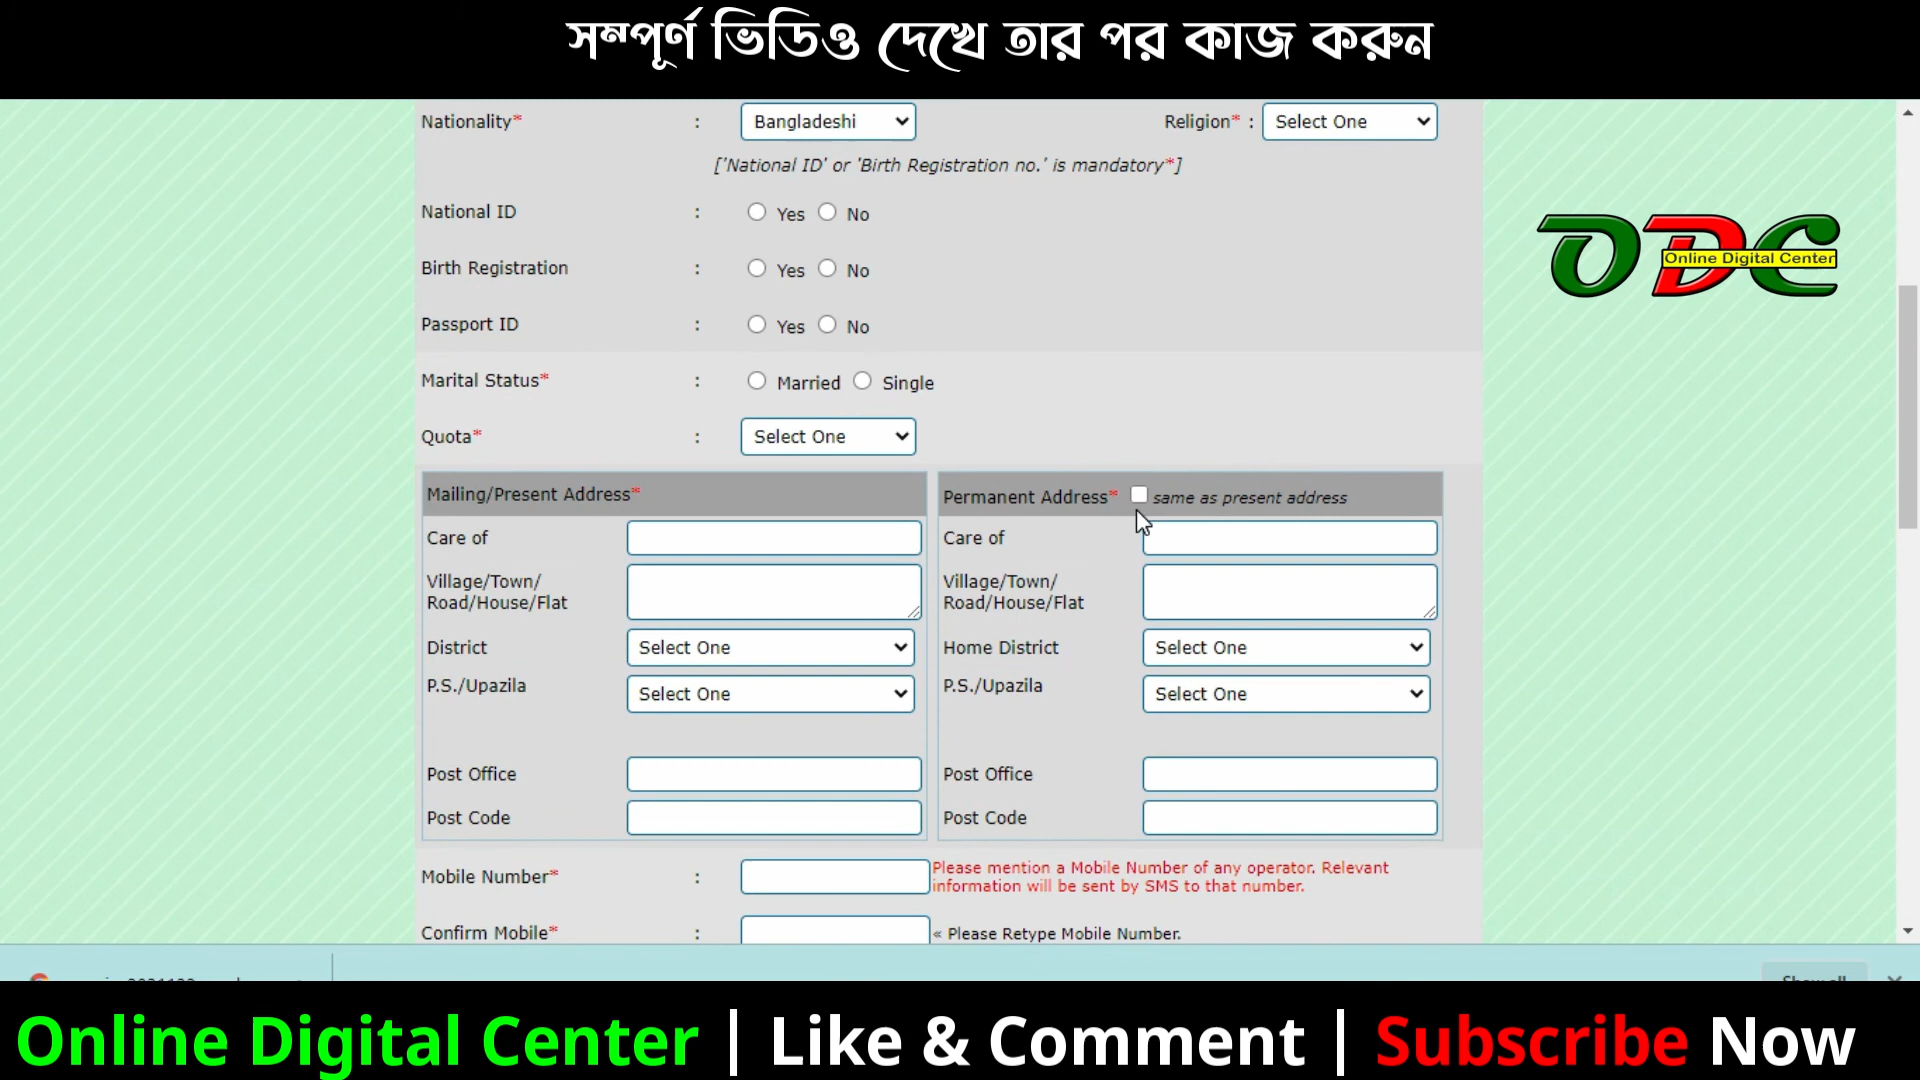 সম্পূর্ণ ভিডিও দেখে তার পর কাজ করুন
Nationality* : Bangladeshi Religion* : Select One
['National ID' or 'Birth Registration no.' is mandatory*]
National ID : Yes No
Birth Registration : Yes No
Passport ID : Yes No
Marital Status* : Married Single
Quota* : Select One
ODC
Online Digital Center
Mailing/Present Address*
Care of
Village/Town/
Road/House/Flat
District Select One
P.S./Upazila Select One
Post Office
Post Code
Permanent Address* same as present address
Care of
Village/Town/
Road/House/Flat
Home District Select One
P.S./Upazila Select One
Post Office
Post Code
Mobile Number* : Please mention a Mobile Number of any operator. Relevant
information will be sent by SMS to that number.
Confirm Mobile* : « Please Retype Mobile Number.
Show all
Online Digital Center | Like & Comment | Subscribe Now